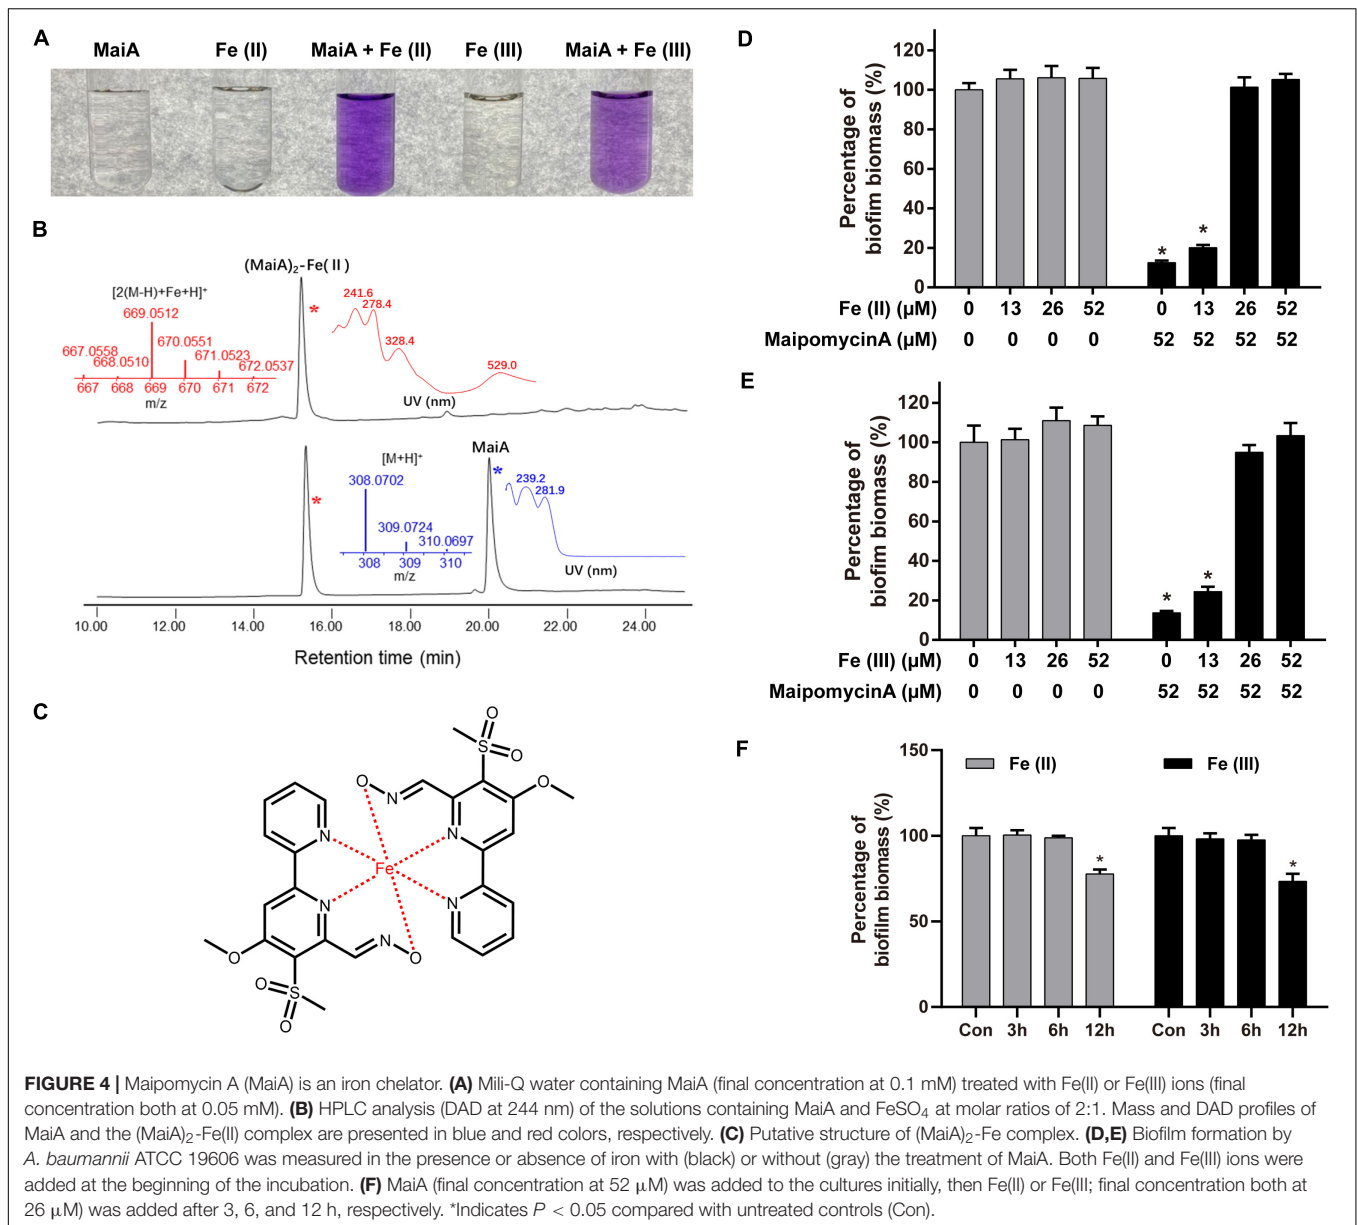 A
MaiA
Fe (II)
MaiA + Fe (II)
Fe (III)
MaiA + Fe (III)
B
(MaiA)₂-Fe( II )
[2(M-H)+Fe+H]⁺
669.0512
667.0558
668.0510
670.0551
671.0523
672.0537
667 668 669 670 671 672
m/z
241.6
278.4
328.4
529.0
UV (nm)
*
MaiA
[M+H]⁺
308.0702
309.0724
310.0697
308 309 310
m/z
*
*
239.2
281.9
UV (nm)
10.00 12.00 14.00 16.00 18.00 20.00 22.00 24.00
Retention time (min)
C
O
S
O
O
N
O
N
N
Fe
N
N
N
O
O
O
S
O
D
Percentage of
biofim biomass (%)
120
100
80
60
40
20
0
* *
Fe (II) (µM) 0 13 26 52 0 13 26 52
MaipomycinA (µM) 0 0 0 0 52 52 52 52
E
Percentage of
biofim biomass (%)
120
100
80
60
40
20
0
* *
Fe (III) (µM) 0 13 26 52 0 13 26 52
MaipomycinA (µM) 0 0 0 0 52 52 52 52
F
Percentage of
biofilm biomass (%)
150
100
50
0
Fe (II) Fe (III)
* *
Con 3h 6h 12h Con 3h 6h 12h
FIGURE 4 | Maipomycin A (MaiA) is an iron chelator. (A) Mili-Q water containing MaiA (final concentration at 0.1 mM) treated with Fe(II) or Fe(III) ions (final
concentration both at 0.05 mM). (B) HPLC analysis (DAD at 244 nm) of the solutions containing MaiA and FeSO₄ at molar ratios of 2:1. Mass and DAD profiles of
MaiA and the (MaiA)₂-Fe(II) complex are presented in blue and red colors, respectively. (C) Putative structure of (MaiA)₂-Fe complex. (D,E) Biofilm formation by
A. baumannii ATCC 19606 was measured in the presence or absence of iron with (black) or without (gray) the treatment of MaiA. Both Fe(II) and Fe(III) ions were
added at the beginning of the incubation. (F) MaiA (final concentration at 52 µM) was added to the cultures initially, then Fe(II) or Fe(III; final concentration both at
26 µM) was added after 3, 6, and 12 h, respectively. *Indicates P < 0.05 compared with untreated controls (Con).